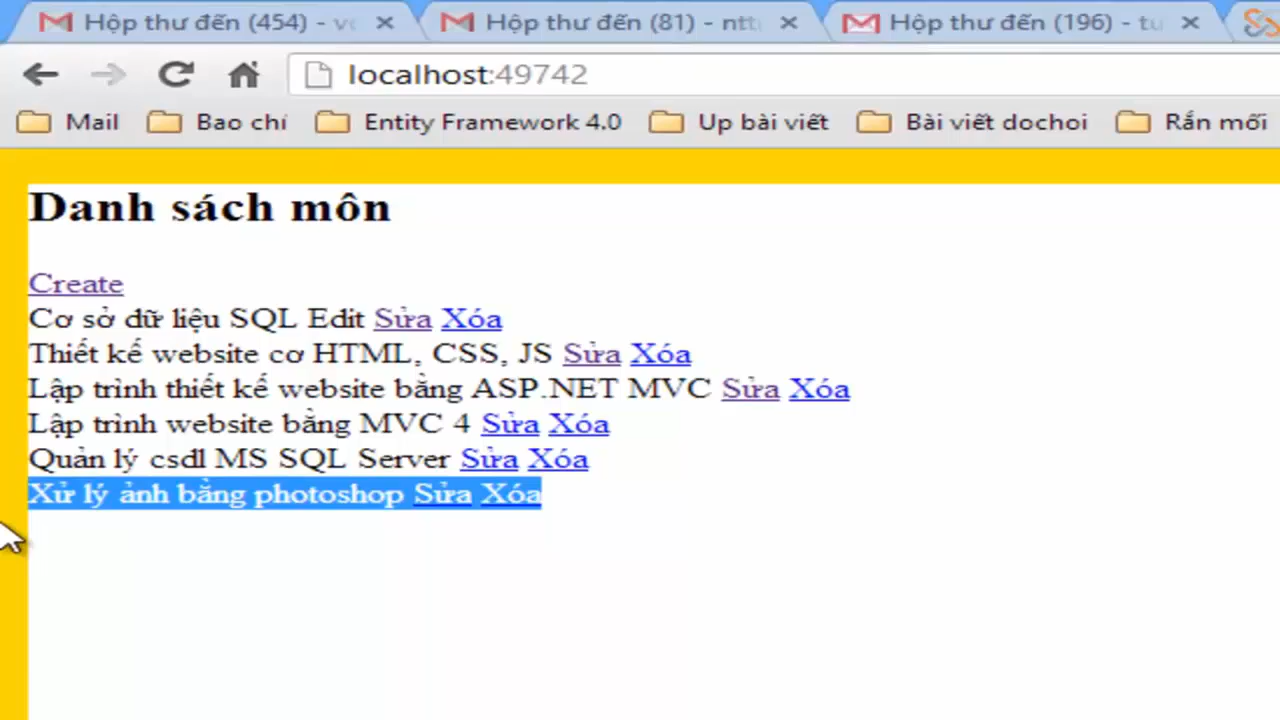 Hộp thư đến (454) - ve
Hộp thư đến (81) - ntt
Hộp thư đến (196) - tu
localhost:49742
Mail Bao chí Entity Framework 4.0 Up bài viết Bài viết dochoi Rắn mối
Danh sách môn
Create
Cơ sở dữ liệu SQL Edit Sửa Xóa
Thiết kế website cơ HTML, CSS, JS Sửa Xóa
Lập trình thiết kế website bằng ASP.NET MVC Sửa Xóa
Lập trình website bằng MVC 4 Sửa Xóa
Quản lý csdl MS SQL Server Sửa Xóa
Xử lý ảnh bằng photoshop Sửa Xóa